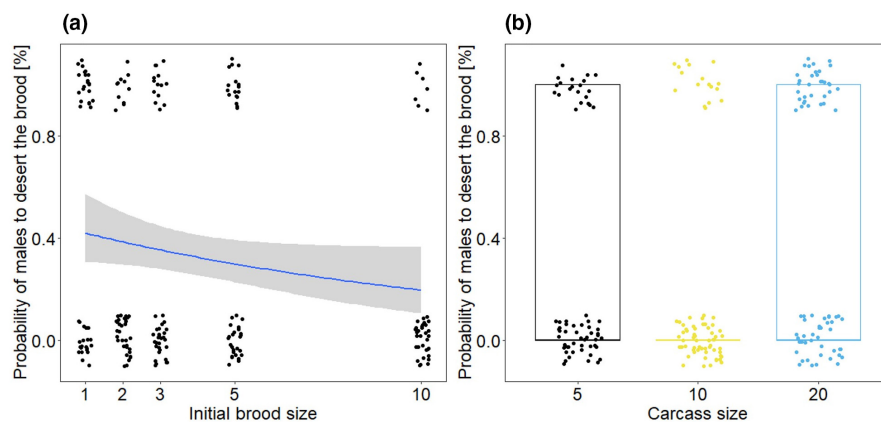 (a)
Probability of males to desert the brood [%]
0.8
0.4
0.0
1 2 3 5 10
Initial brood size
(b)
Probability of males to desert the brood [%]
0.8
0.4
0.0
5 10 20
Carcass size